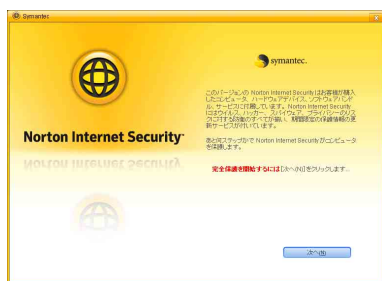 Symantec
symantec.
このバージョンの Norton Internet Security はお客様が購入
したコンピュータ、ハードウェアデバイス、ソフトウェアバンド
ル、サービスに付属しています。Norton Internet Security
にはウイルス、ハッカー、スパイウェア、プライバシーのリス
クに対する防御のすべてが揃い、期間限定の保護情報の更
新サービスが付いています。
あと何ステップかで Norton Internet Security がコンピュータ
を保護します。
Norton Internet Security
完全保護を開始するには [次へ(N)] をクリックします...
次へ(N)